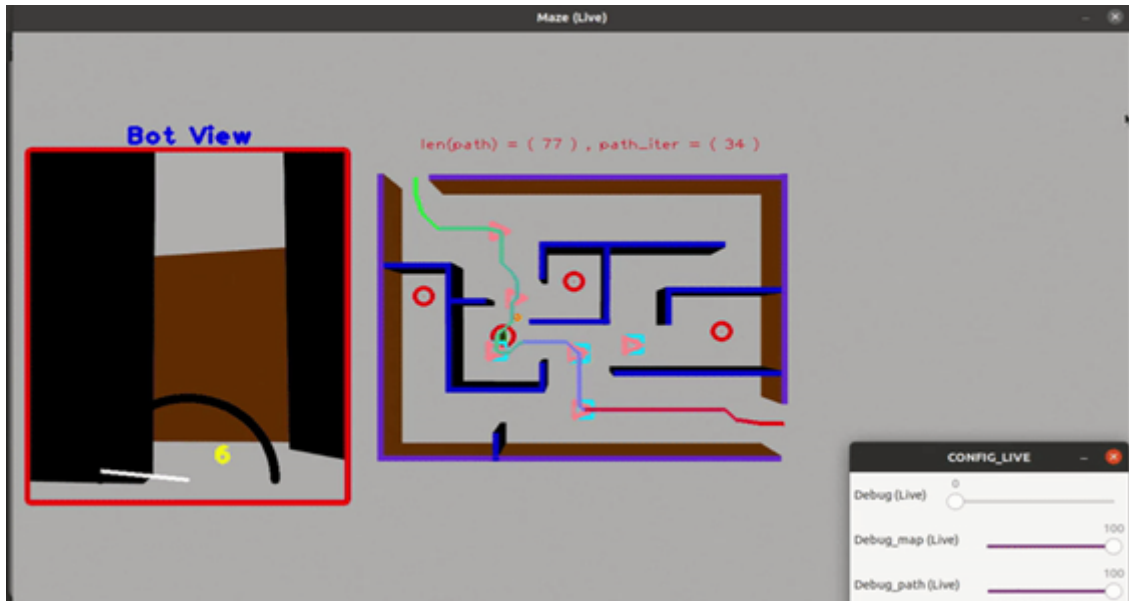 Maze (Live)
Bot View
len(path) = ( 77 ) , path_iter = ( 34 )
6
CONFIG_LIVE
0
Debug (Live)
100
Debug_map (Live)
100
Debug_path (Live)